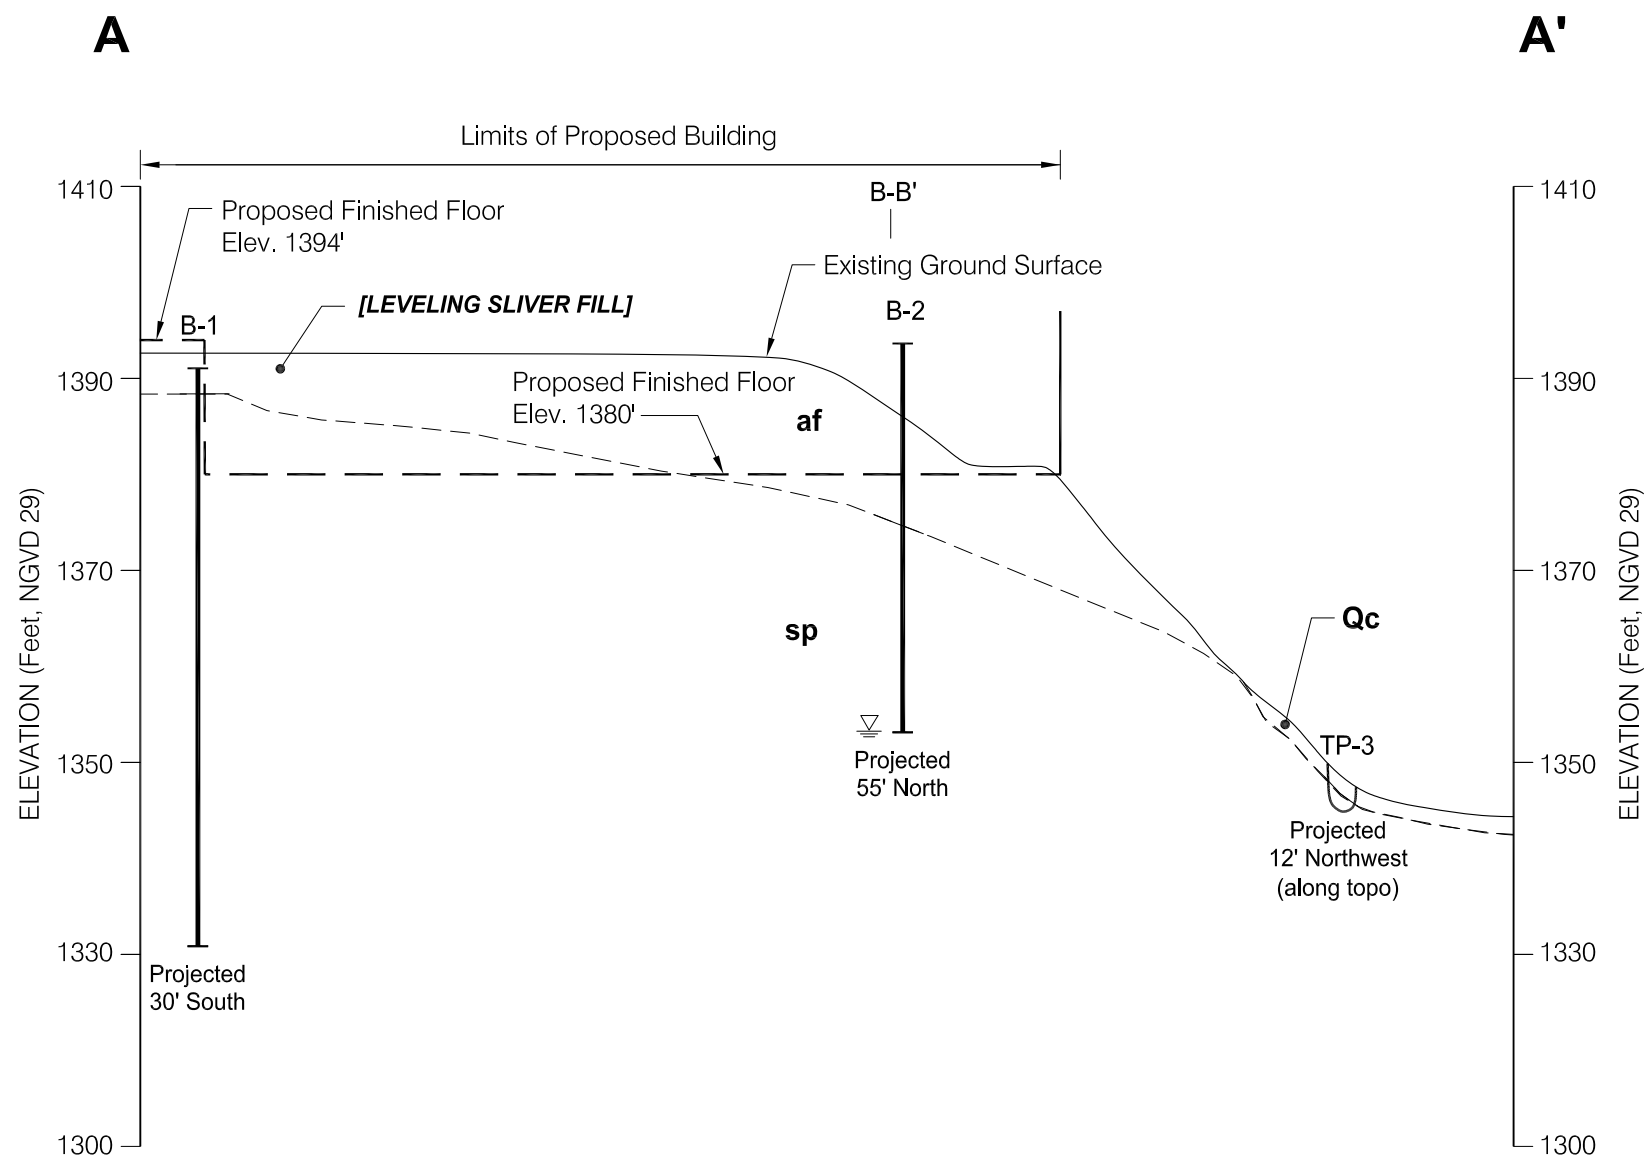 A
A'
Limits of Proposed Building
B-B'
1410
1410
Proposed Finished Floor
Elev. 1394'
Existing Ground Surface
[LEVELING SLIVER FILL]
B-2
B-1
1390
1390
Proposed Finished Floor
Elev. 1380'
af
ELEVATION (Feet, NGVD 29)
ELEVATION (Feet, NGVD 29)
1370
1370
Qc
sp
TP-3
1350
1350
Projected
55' North
Projected
12' Northwest
(along topo)
1330
1330
Projected
30' South
1300
1300